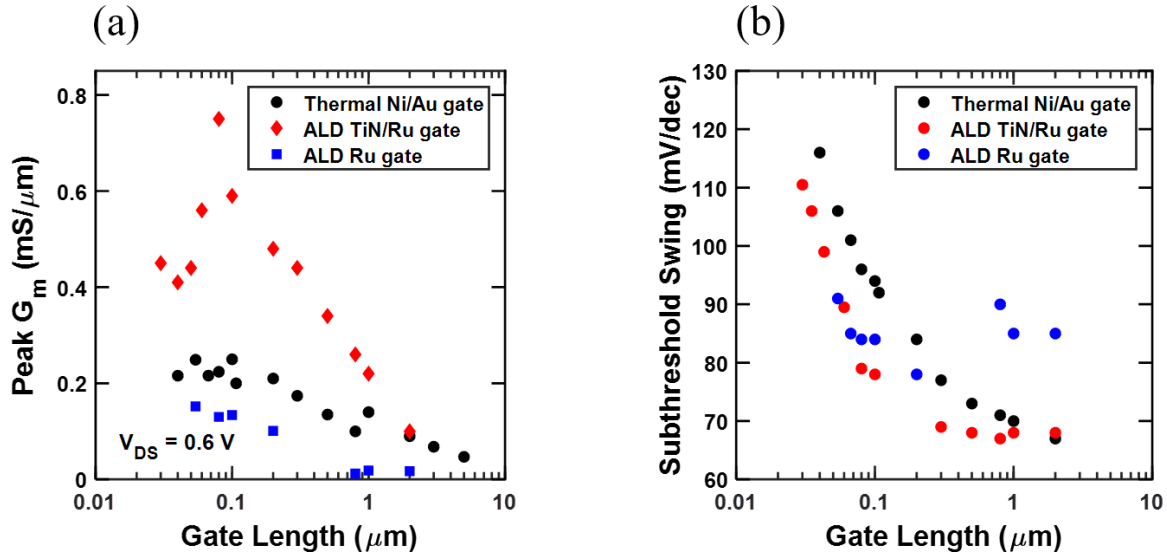 (a)
Peak G_m (mS/μm)
0.8
0.6
0.4
0.2
0
Thermal Ni/Au gate
ALD TiN/Ru gate
ALD Ru gate
V_DS = 0.6 V
0.01 0.1 1 10
Gate Length (μm)
(b)
Subthreshold Swing (mV/dec)
130
120
110
100
90
80
70
60
Thermal Ni/Au gate
ALD TiN/Ru gate
ALD Ru gate
0.01 0.1 1 10
Gate Length (μm)